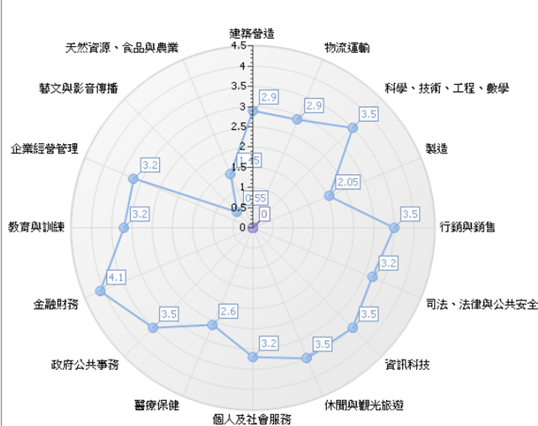 建築營造
天然資源、食品與農業
物流運輸
藝文與影音傳播
科學、技術、工程、數學
企業經營管理
製造
教育與訓練
行銷與銷售
金融財務
司法、法律與公共安全
政府公共事務
資訊科技
醫療保健
休閒與觀光旅遊
個人及社會服務
4.5
4
3.5
3
2.5
2
1.5
1
0.5
0
2.9
2.9
3.5
2.05
3.5
3.2
3.5
3.5
3.2
2.6
3.5
4.1
3.2
3.2
0.55
0